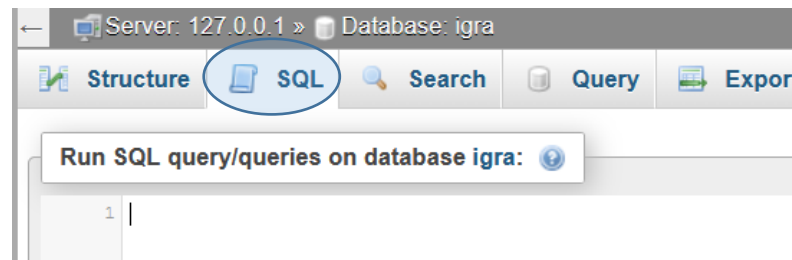 ← Server: 127.0.0.1 » Database: igra
Structure SQL Search Query Expor
Run SQL query/queries on database igra:
1